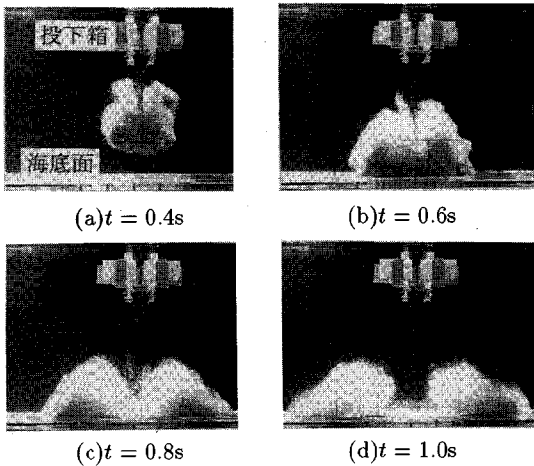 投下箱
海底面
(a)t = 0.4s
(b)t = 0.6s
(c)t = 0.8s
(d)t = 1.0s